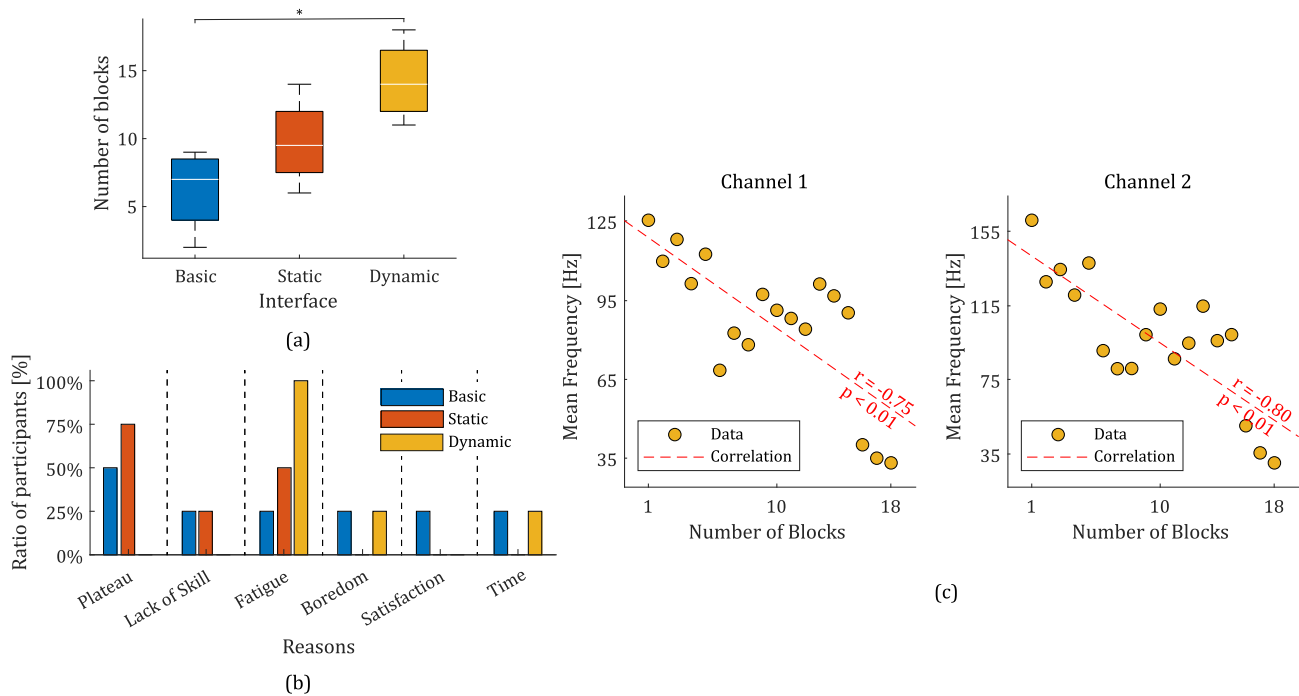 *
Number of blocks
15
10
5
Basic
Static
Dynamic
Interface
(a)
Ratio of participants [%]
100%
75%
50%
25%
0%
Basic
Static
Dynamic
Plateau
Lack of Skill
Fatigue
Boredom
Satisfaction
Time
Reasons
(b)
Channel 1
Mean Frequency [Hz]
125
95
65
35
r = -0.75
p < 0.01
Data
Correlation
1
10
18
Number of Blocks
Channel 2
Mean Frequency [Hz]
155
115
75
35
r = -0.80
p < 0.01
Data
Correlation
1
10
18
Number of Blocks
(c)